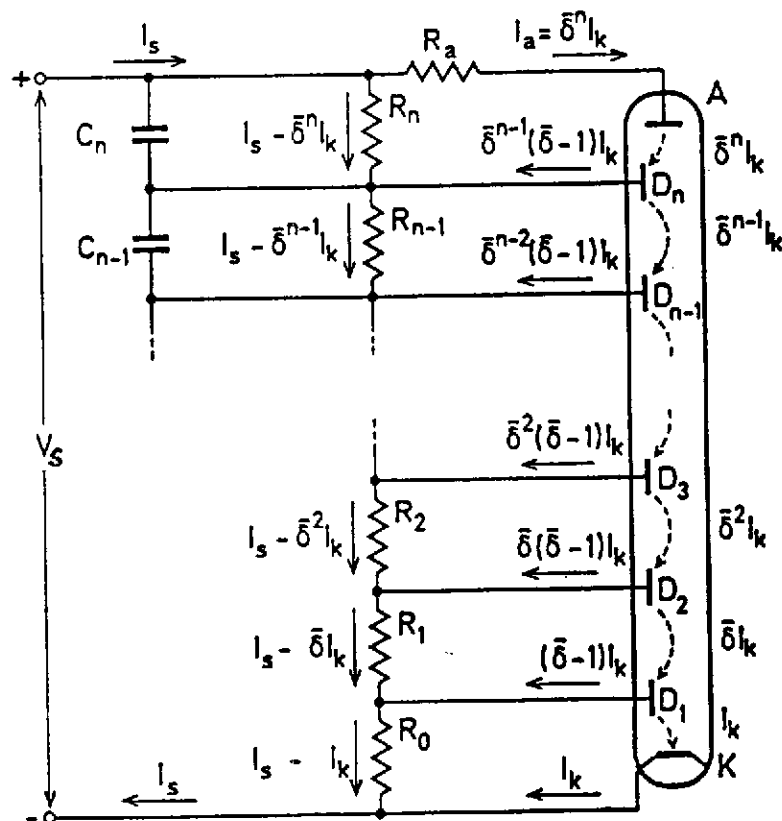 I_s
R_a
I_a = δ̄^n I_k
+
A
C_n
I_s - δ̄^n I_k
R_n
δ̄^{n-1}(δ̄-1)I_k
δ̄^n I_k
D_n
C_{n-1}
I_s - δ̄^{n-1} I_k
R_{n-1}
δ̄^{n-2}(δ̄-1)I_k
δ̄^{n-1} I_k
D_{n-1}
V_s
δ̄^2(δ̄-1)I_k
D_3
I_s - δ̄^2 I_k
R_2
δ̄(δ̄-1)I_k
δ̄^2 I_k
D_2
I_s - δ̄I_k
R_1
(δ̄-1)I_k
δ̄I_k
D_1
I_s - I_k
R_0
I_k
K
I_s
I_k
-